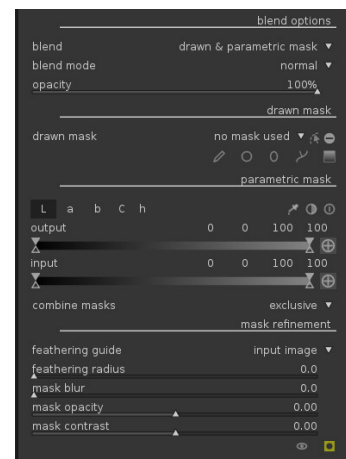 blend options
blend drawn & parametric mask
blend mode normal
opacity 100%
drawn mask
drawn mask no mask used
parametric mask
L a b C h
output 0 0 100 100
input 0 0 100 100
combine masks exclusive
mask refinement
feathering guide input image
feathering radius 0.0
mask blur 0.0
mask opacity 0.00
mask contrast 0.00